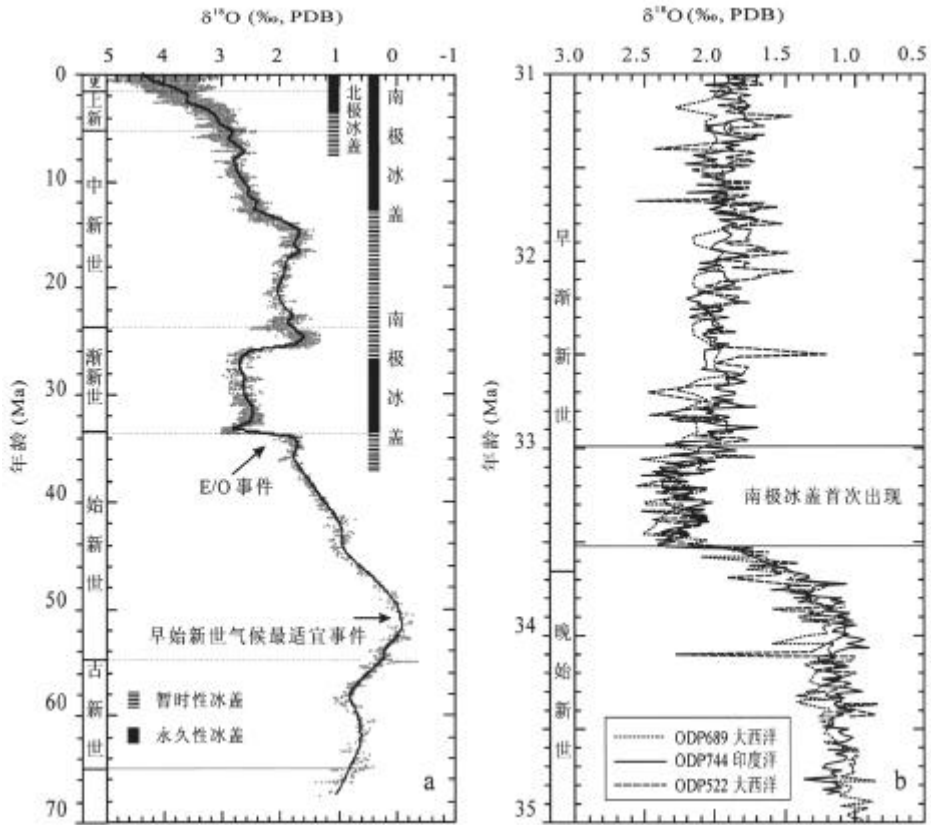 δ¹⁸O (‰, PDB)
5 4 3 2 1 0 -1
0
10
20
30
40
50
60
70
年龄 (Ma)
更
上新
中新世
渐新世
始新世
古新世
北极冰盖
南极冰盖
南极冰盖
E/O 事件
早始新世气候最适宜事件
暂时性冰盖
永久性冰盖
a
δ¹⁸O (‰, PDB)
3.0 2.5 2.0 1.5 1.0 0.5
31
32
33
34
35
年龄 (Ma)
早渐新世
晚始新世
南极冰盖首次出现
ODP689 大西洋
ODP744 印度洋
ODP522 大西洋
b